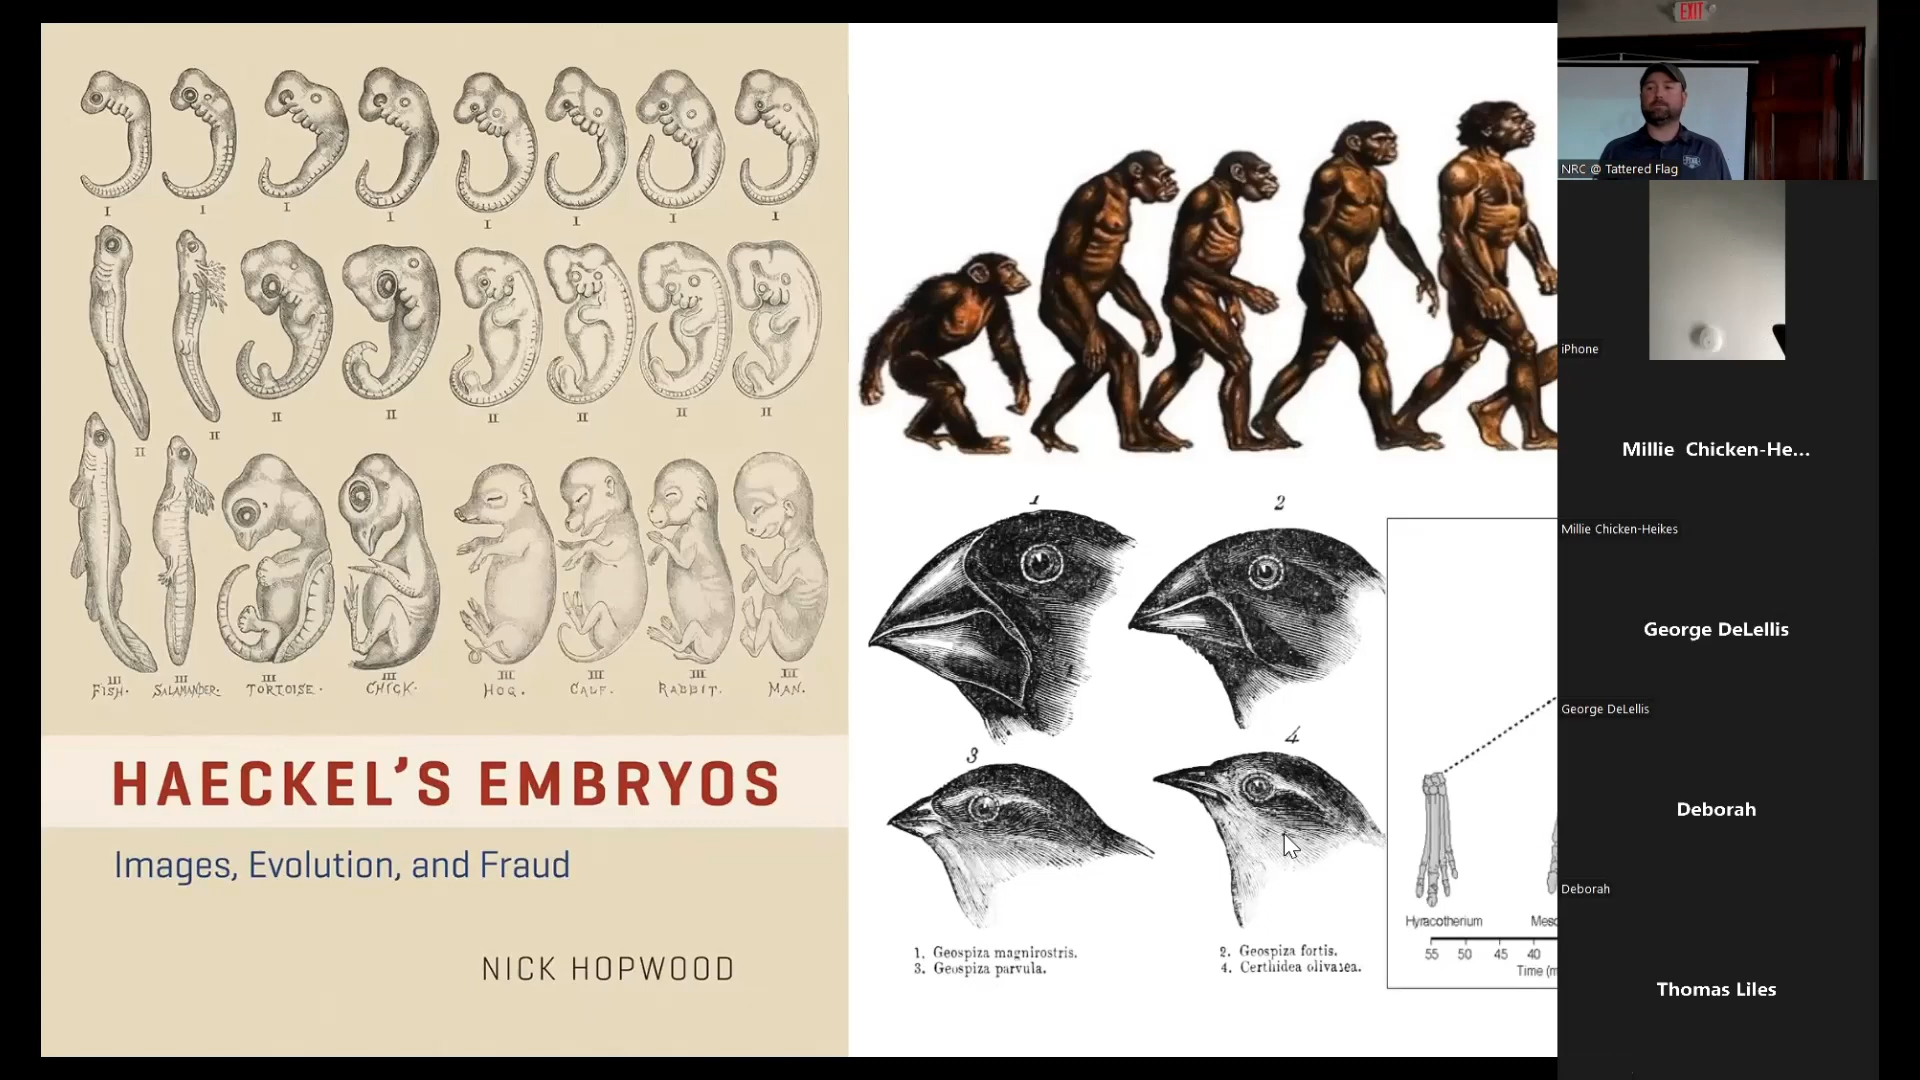 I I I I I I I I
II II II II II II II II
III III III III III III III III
FISH. SALAMANDER. TORTOISE. CHICK. HOG. CALF. RABBIT. MAN.
HAECKEL'S EMBRYOS
Images, Evolution, and Fraud
NICK HOPWOOD
1 2
3 4
1. Geospiza magnirostris. 2. Geospiza fortis.
3. Geospiza parvula. 4. Certhidea olivasea.
Hyracotherium Meso
55 50 45 40
Time (m
EXIT
NRC @ Tattered Flag
iPhone
Millie Chicken-He...
Millie Chicken-Heikes
George DeLellis
George DeLellis
Deborah
Deborah
Thomas Liles